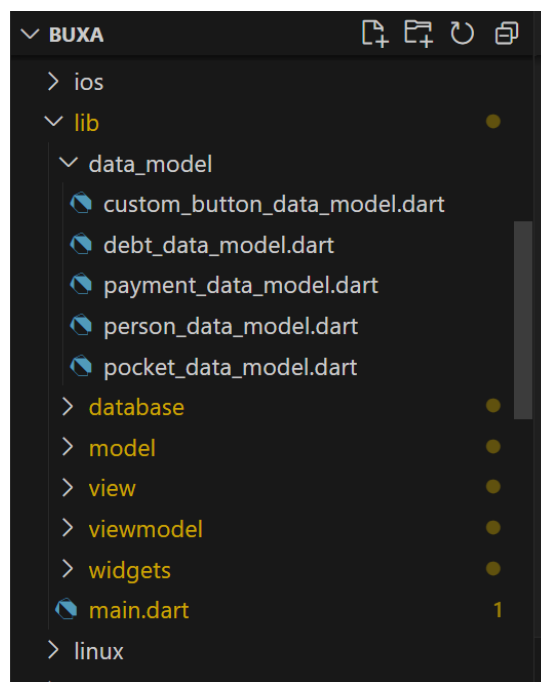 BUXA
ios
lib
data_model
custom_button_data_model.dart
debt_data_model.dart
payment_data_model.dart
person_data_model.dart
pocket_data_model.dart
database
model
view
viewmodel
widgets
main.dart 1
linux